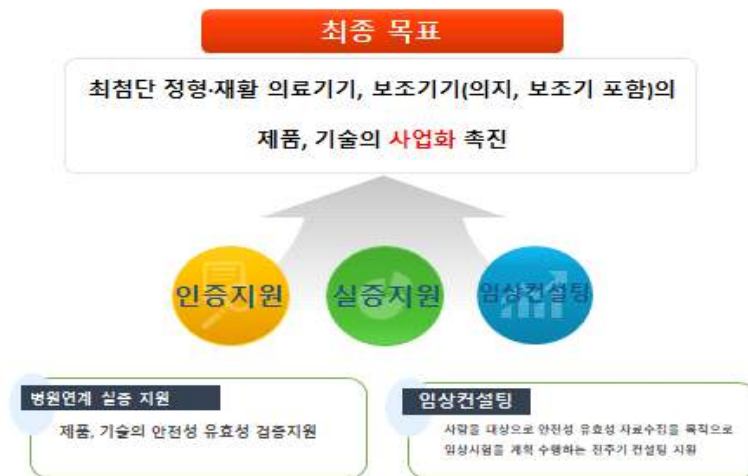 최종 목표
최첨단 정형·재활 의료기기, 보조기기(의지, 보조기 포함)의
제품, 기술의 사업화 촉진
인증지원
실증지원
임상컨설팅
병원연계 실증 지원
제품, 기술의 안전성 유효성 검증지원
임상컨설팅
사람을 대상으로 안전성 유효성 자료수집을 목적으로
임상시험을 계획 수행하는 전주기 컨설팅 지원